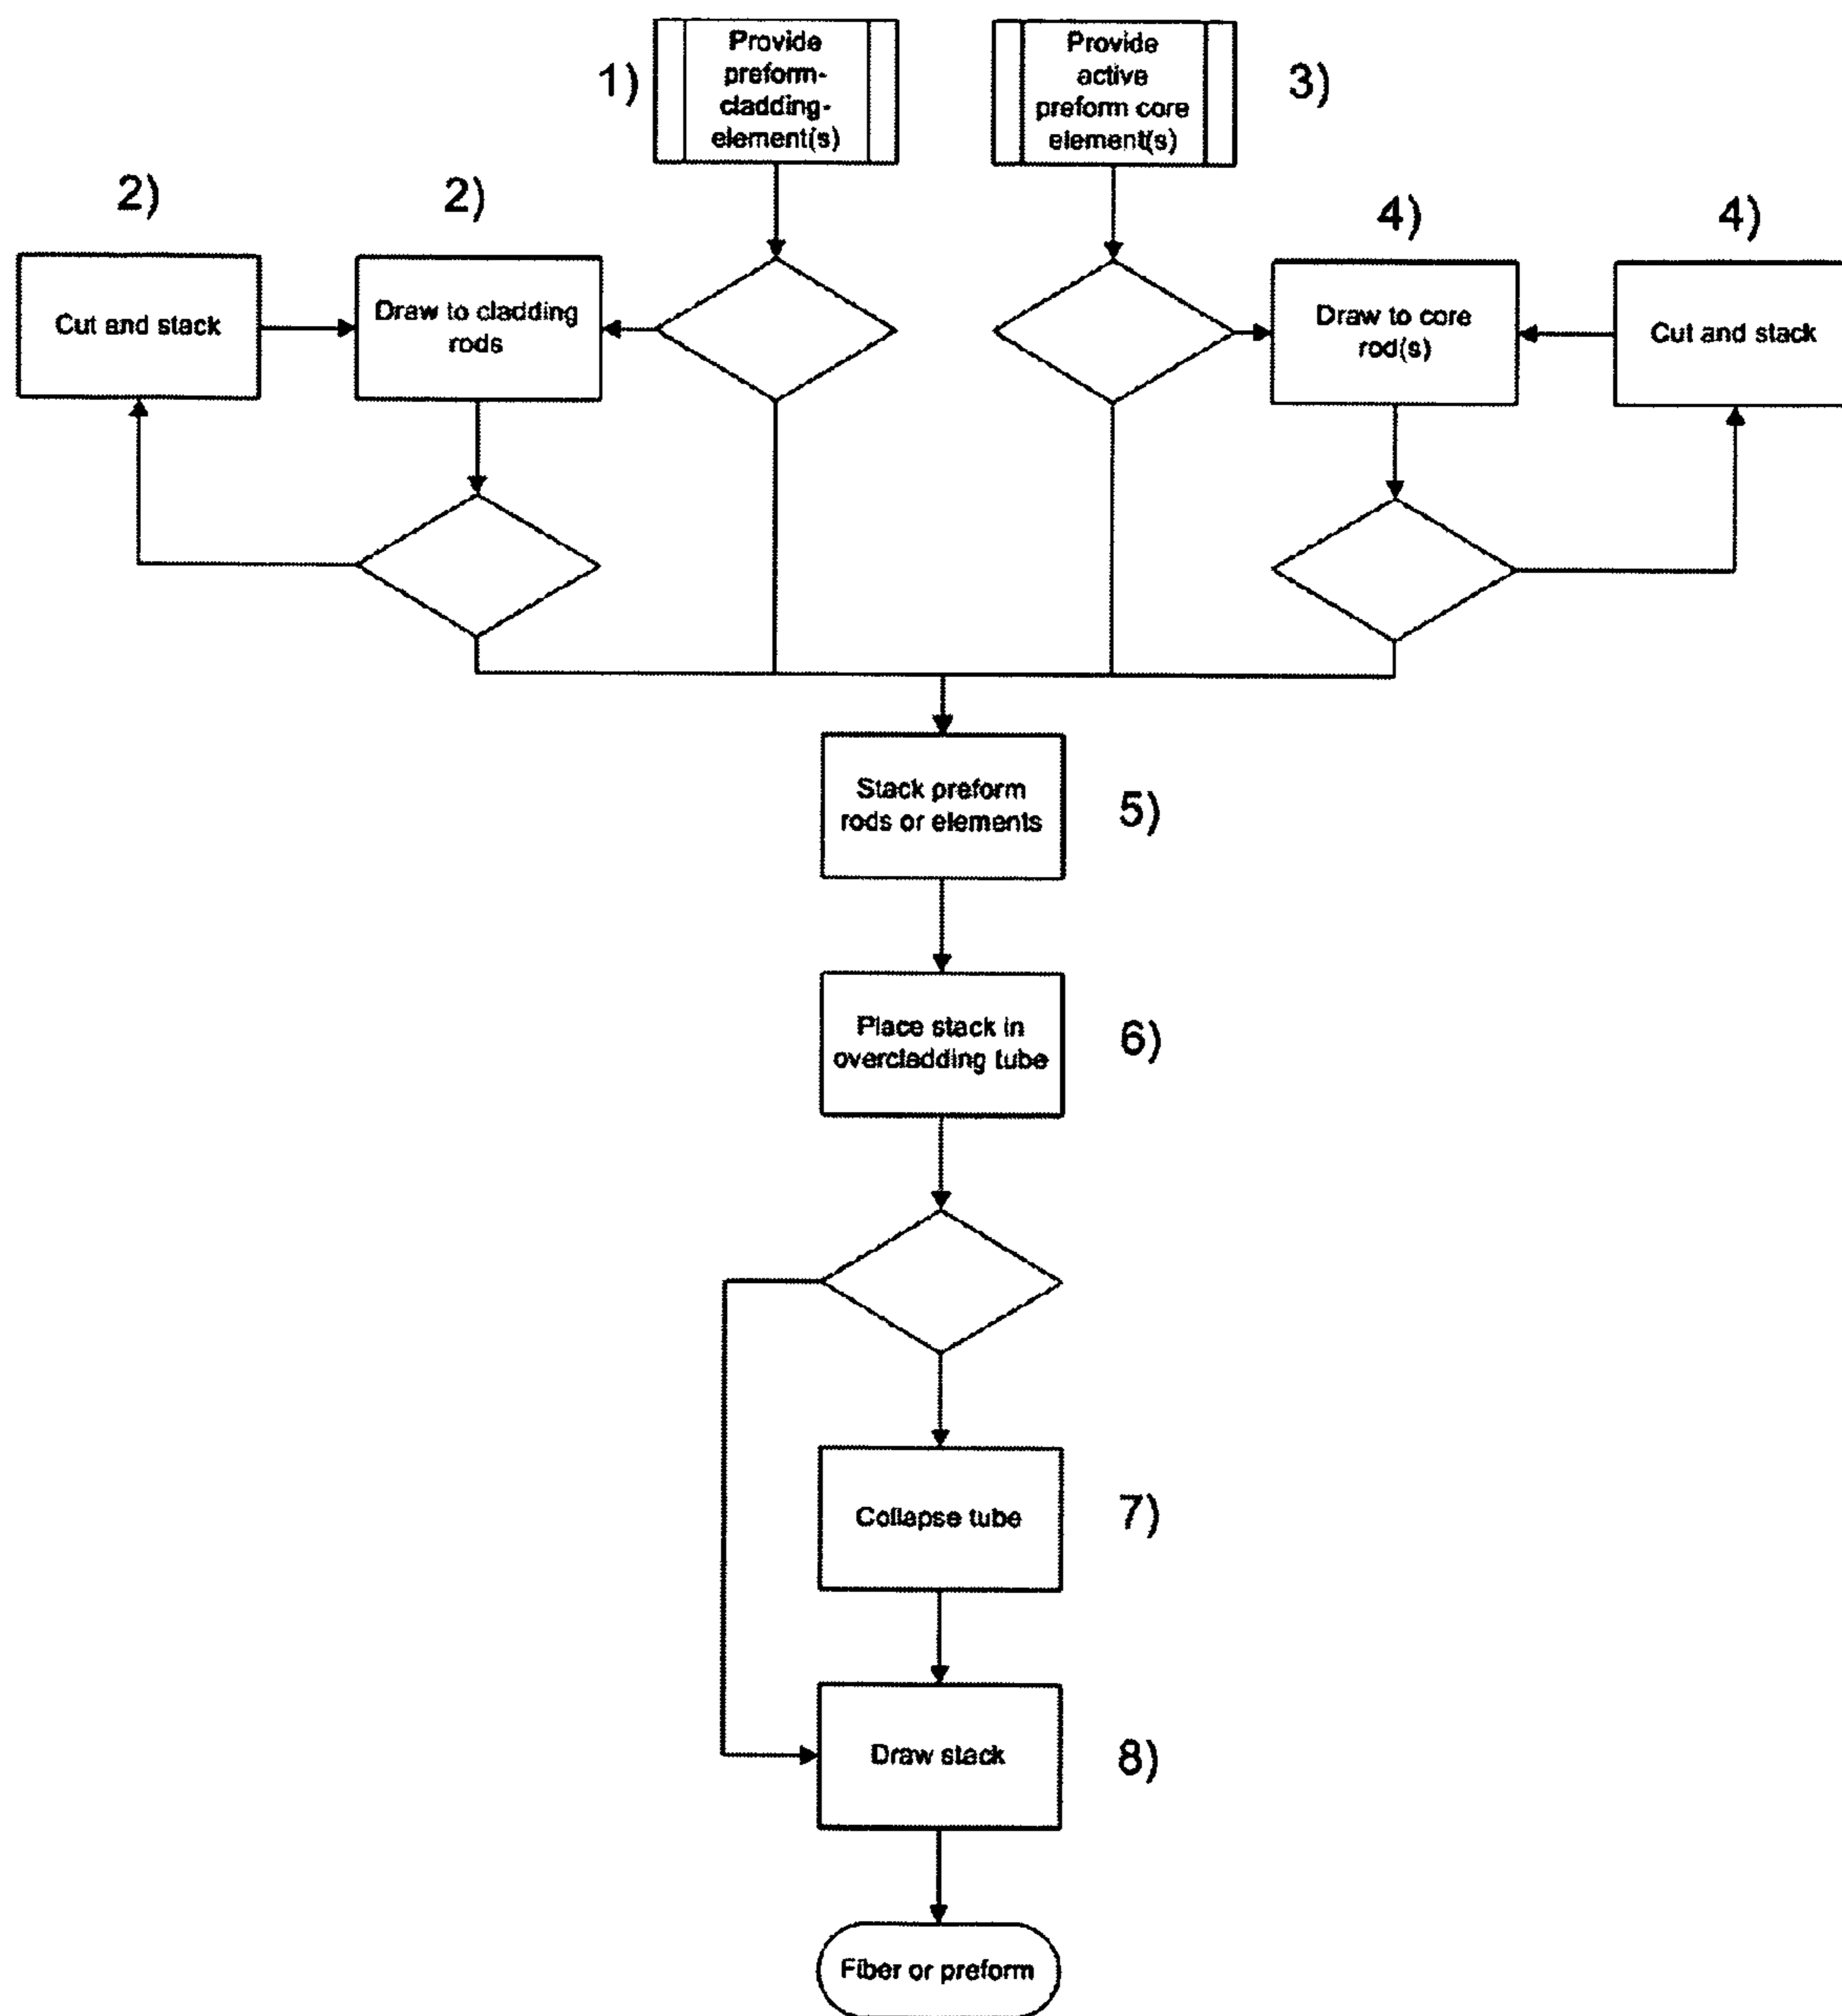 1)
Provide
preform-
cladding-
element(s)
Provide
active
preform core
element(s)
3)
2)
2)
4)
4)
Cut and stack
Draw to cladding
rods
Draw to core
rod(s)
Cut and stack
Stack preform
rods or elements
5)
Place stack in
overcladding tube
6)
Collapse tube
7)
Draw stack
8)
Fiber or preform